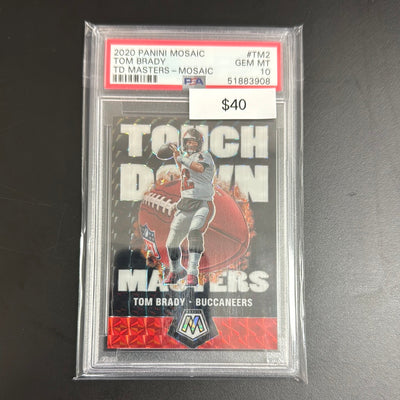 2020 PANINI MOSAIC #TM2
TOM BRADY GEM MT
TD MASTERS - MOSAIC 10
PSA 51883908
$40
TOUCH
DOWN
MASTERS
TOM BRADY · BUCCANEERS
M